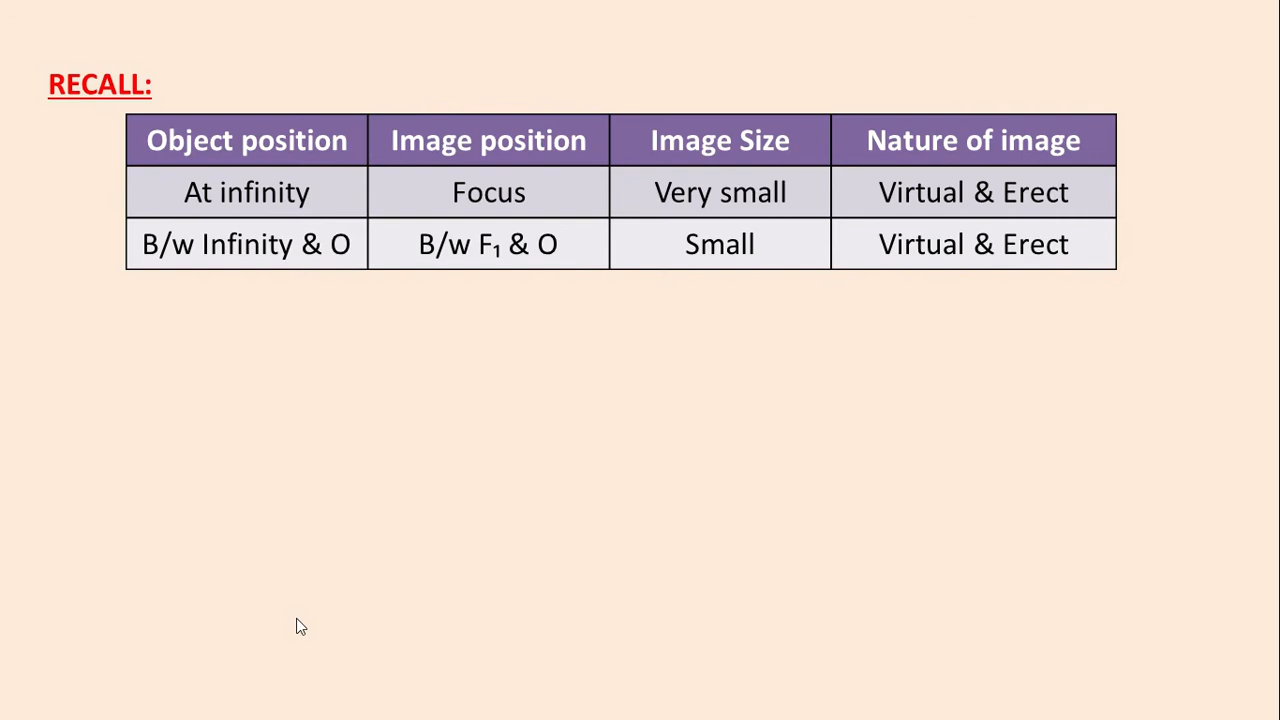 RECALL:
Object position Image position Image Size Nature of image
At infinity Focus Very small Virtual & Erect
B/w Infinity & O B/w F₁ & O Small Virtual & Erect